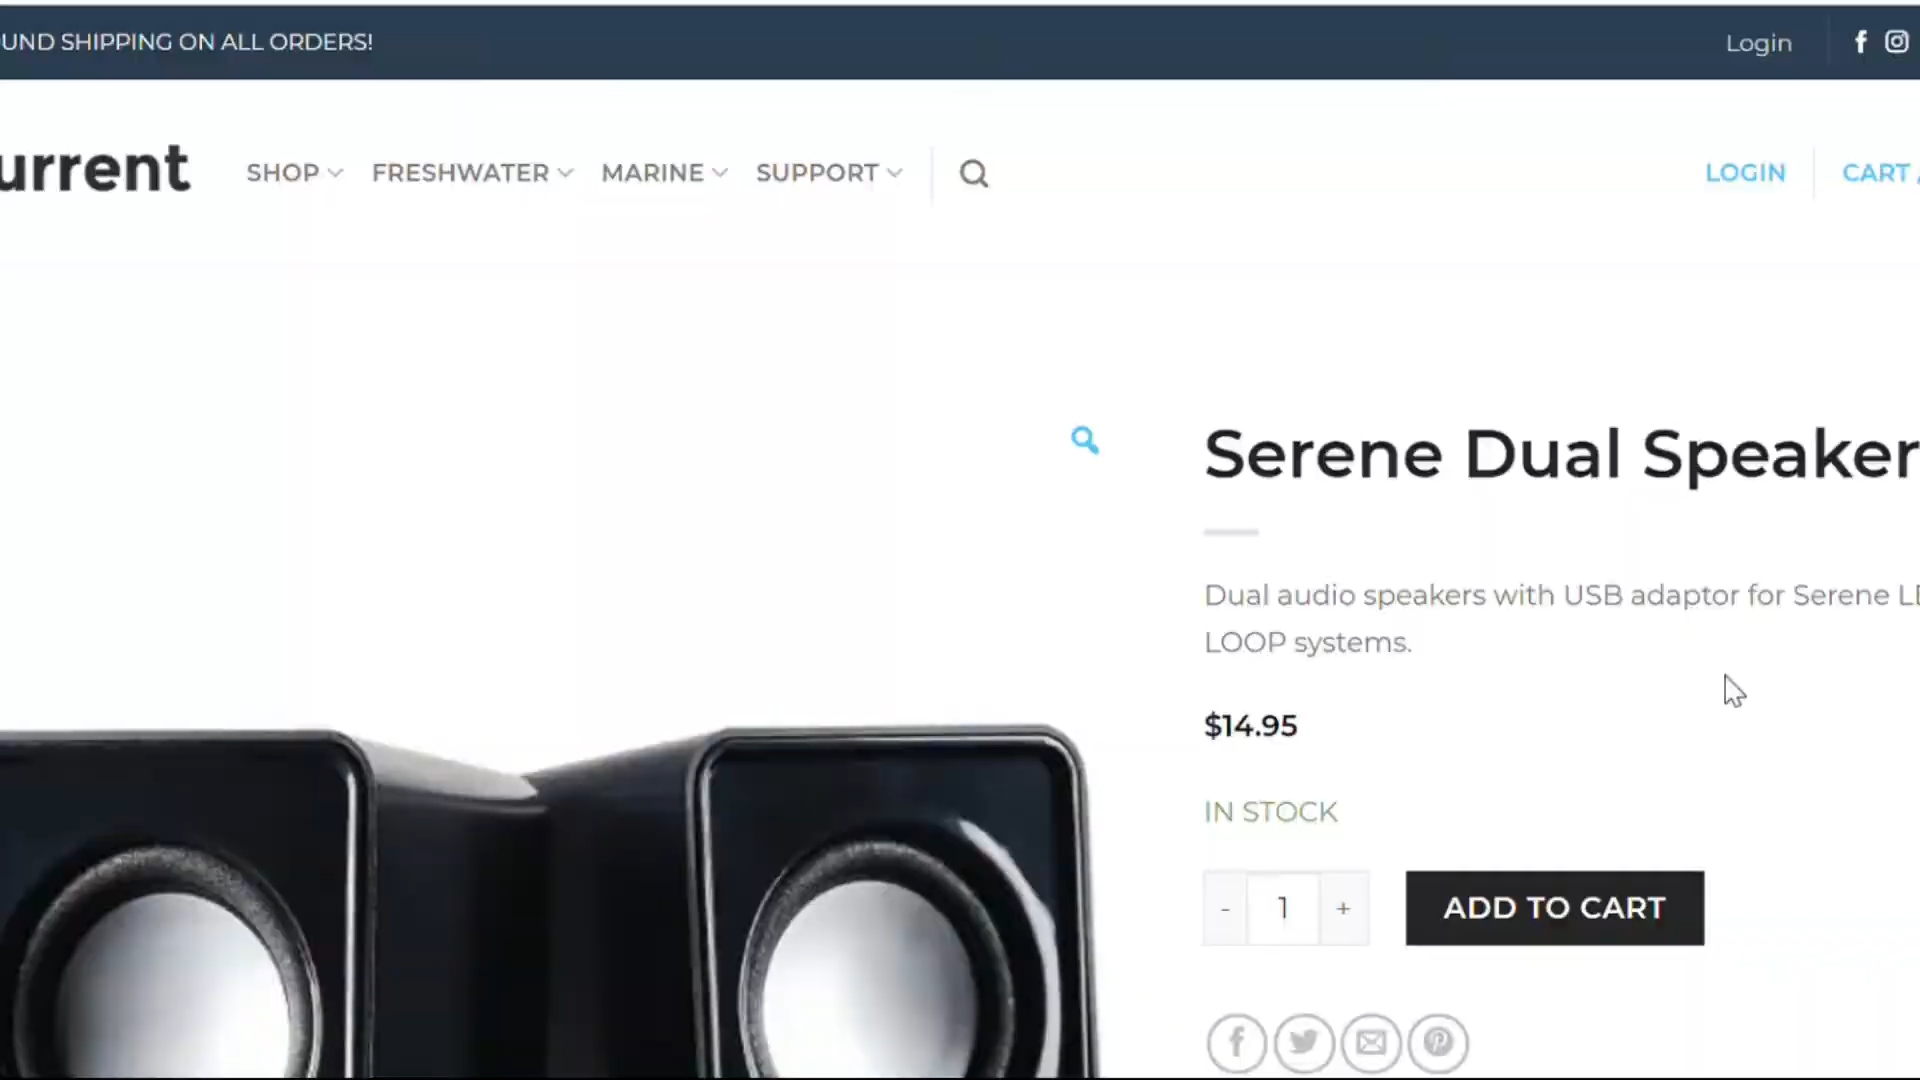 UND SHIPPING ON ALL ORDERS!
Login
urrent
SHOP
FRESHWATER
MARINE
SUPPORT
LOGIN
CART
Serene Dual Speaker
Dual audio speakers with USB adaptor for Serene
LOOP systems.
$14.95
IN STOCK
- 1 +
ADD TO CART